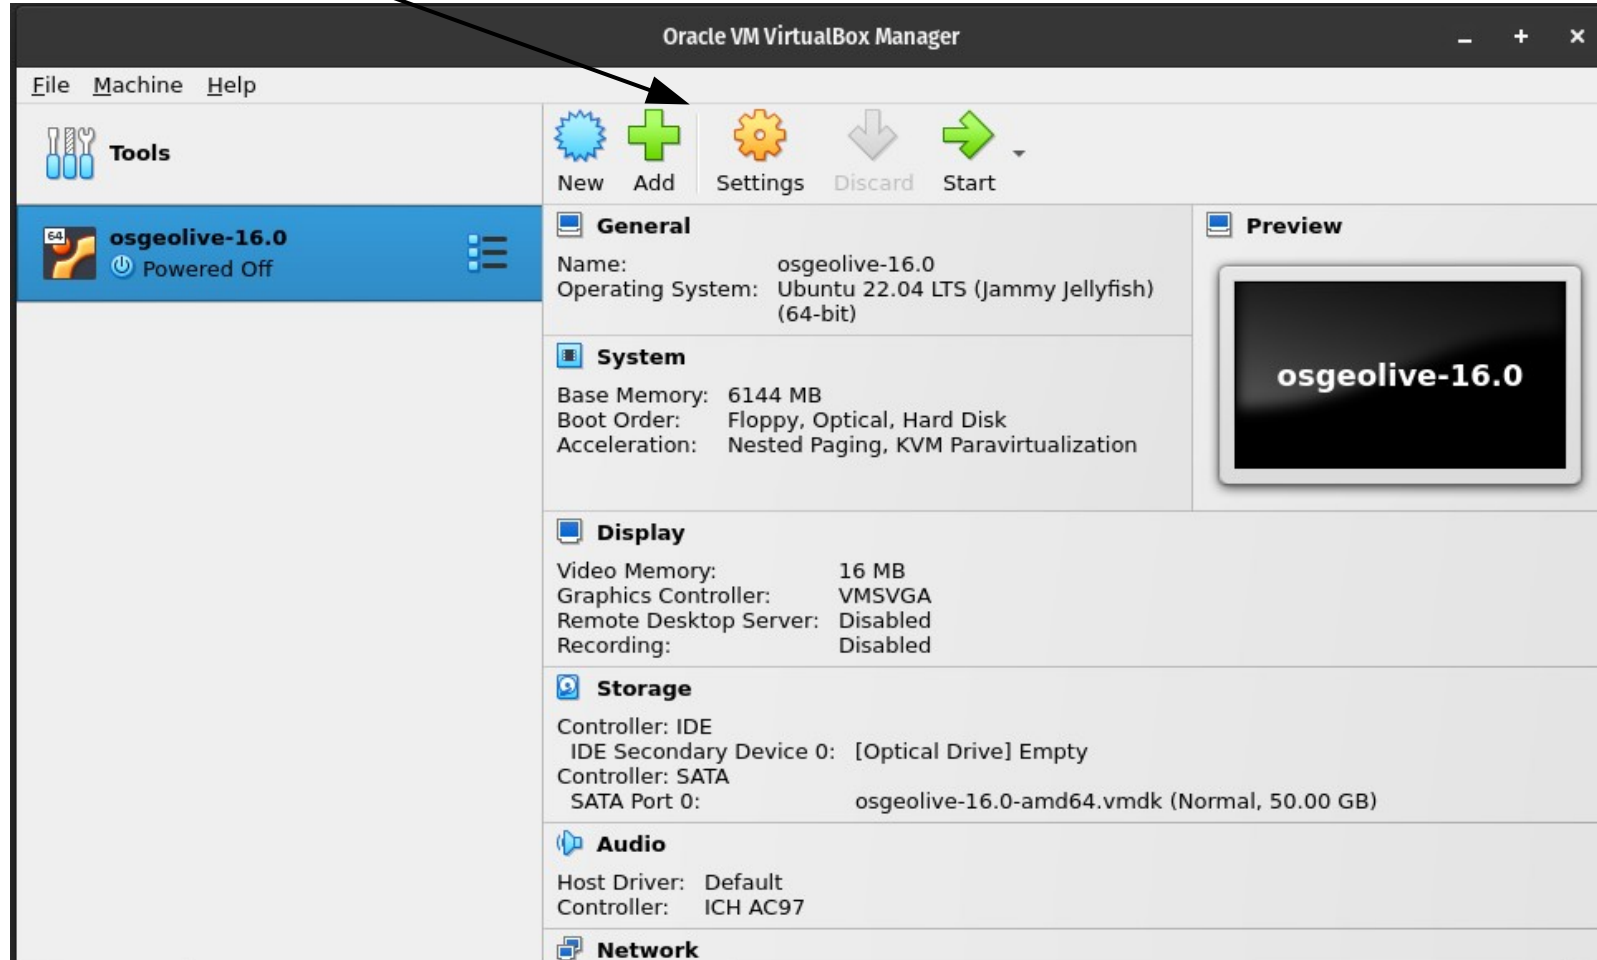 Oracle VM VirtualBox Manager
File Machine Help
Tools
New Add Settings Discard Start
64
osgeolive-16.0
Powered Off
General
Name: osgeolive-16.0
Operating System: Ubuntu 22.04 LTS (Jammy Jellyfish)
(64-bit)
Preview
osgeolive-16.0
System
Base Memory: 6144 MB
Boot Order: Floppy, Optical, Hard Disk
Acceleration: Nested Paging, KVM Paravirtualization
Display
Video Memory: 16 MB
Graphics Controller: VMSVGA
Remote Desktop Server: Disabled
Recording: Disabled
Storage
Controller: IDE
IDE Secondary Device 0: [Optical Drive] Empty
Controller: SATA
SATA Port 0: osgeolive-16.0-amd64.vmdk (Normal, 50.00 GB)
Audio
Host Driver: Default
Controller: ICH AC97
Network